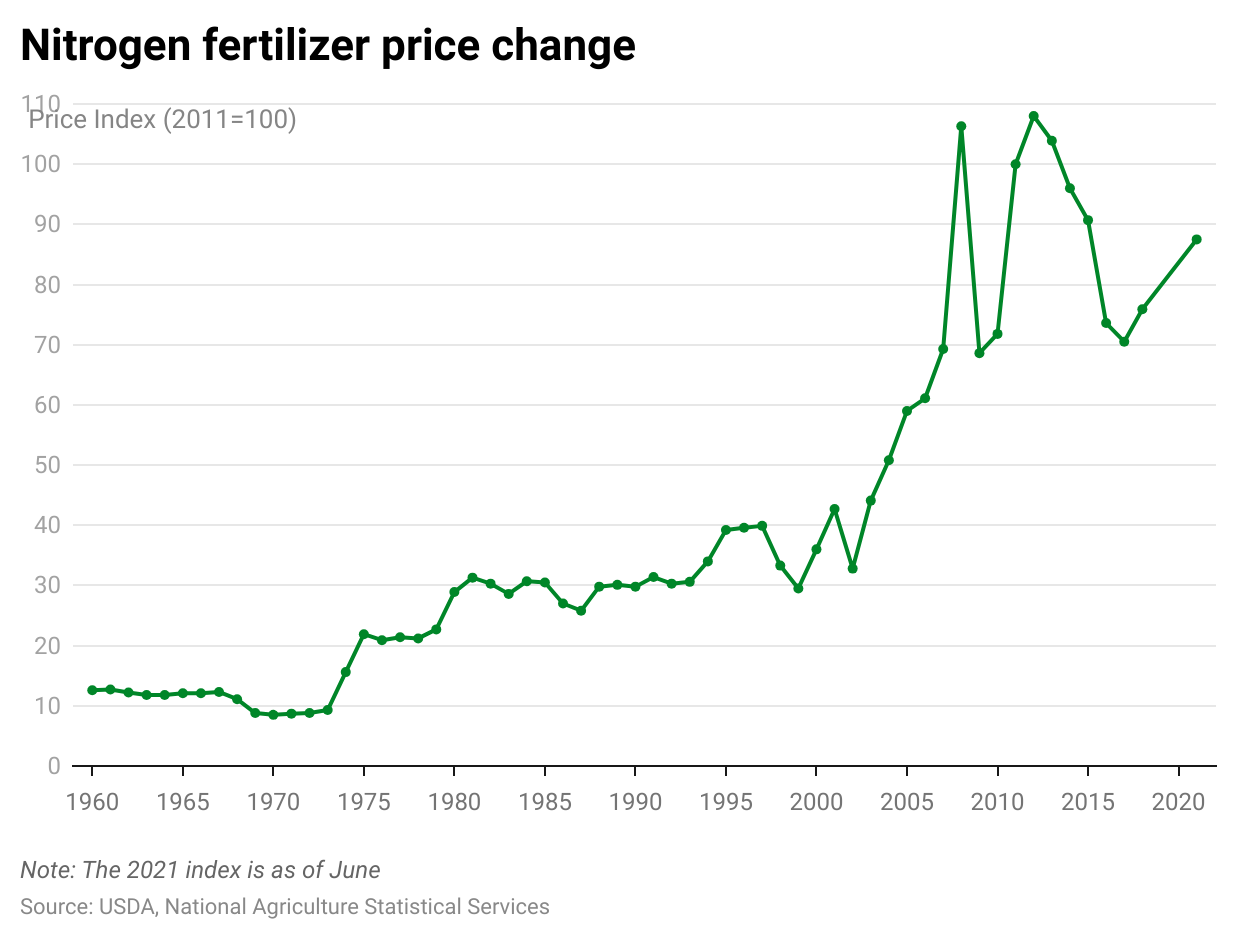 Nitrogen fertilizer price change
110
Price Index (2011=100)
100
90
80
70
60
50
40
30
20
10
0
1960 1965 1970 1975 1980 1985 1990 1995 2000 2005 2010 2015 2020
Note: The 2021 index is as of June
Source: USDA, National Agriculture Statistical Services